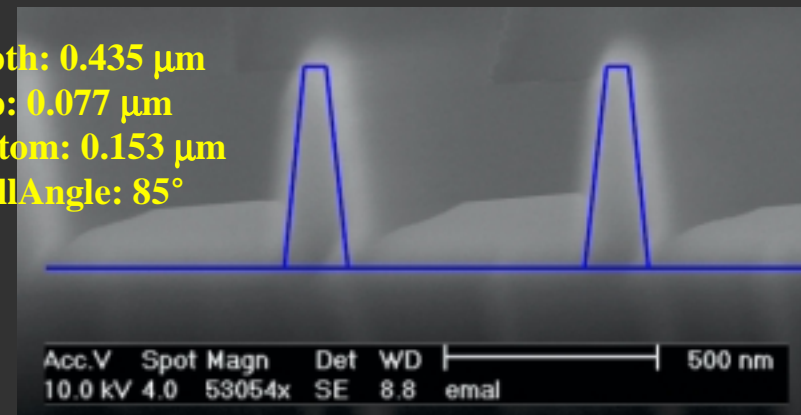 pth: 0.435 μm
p: 0.077 μm
tom: 0.153 μm
llAngle: 85°
Acc.V Spot Magn Det WD 500 nm
10.0 kV 4.0 53054x SE 8.8 emal